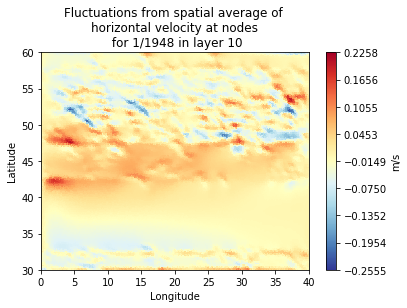 Fluctuations from spatial average of
horizontal velocity at nodes
for 1/1948 in layer 10
60
55
50
45
40
35
30
Latitude
0 5 10 15 20 25 30 35 40
Longitude
0.2258
0.1656
0.1055
0.0453
−0.0149
−0.0750
−0.1352
−0.1954
−0.2555
m/s